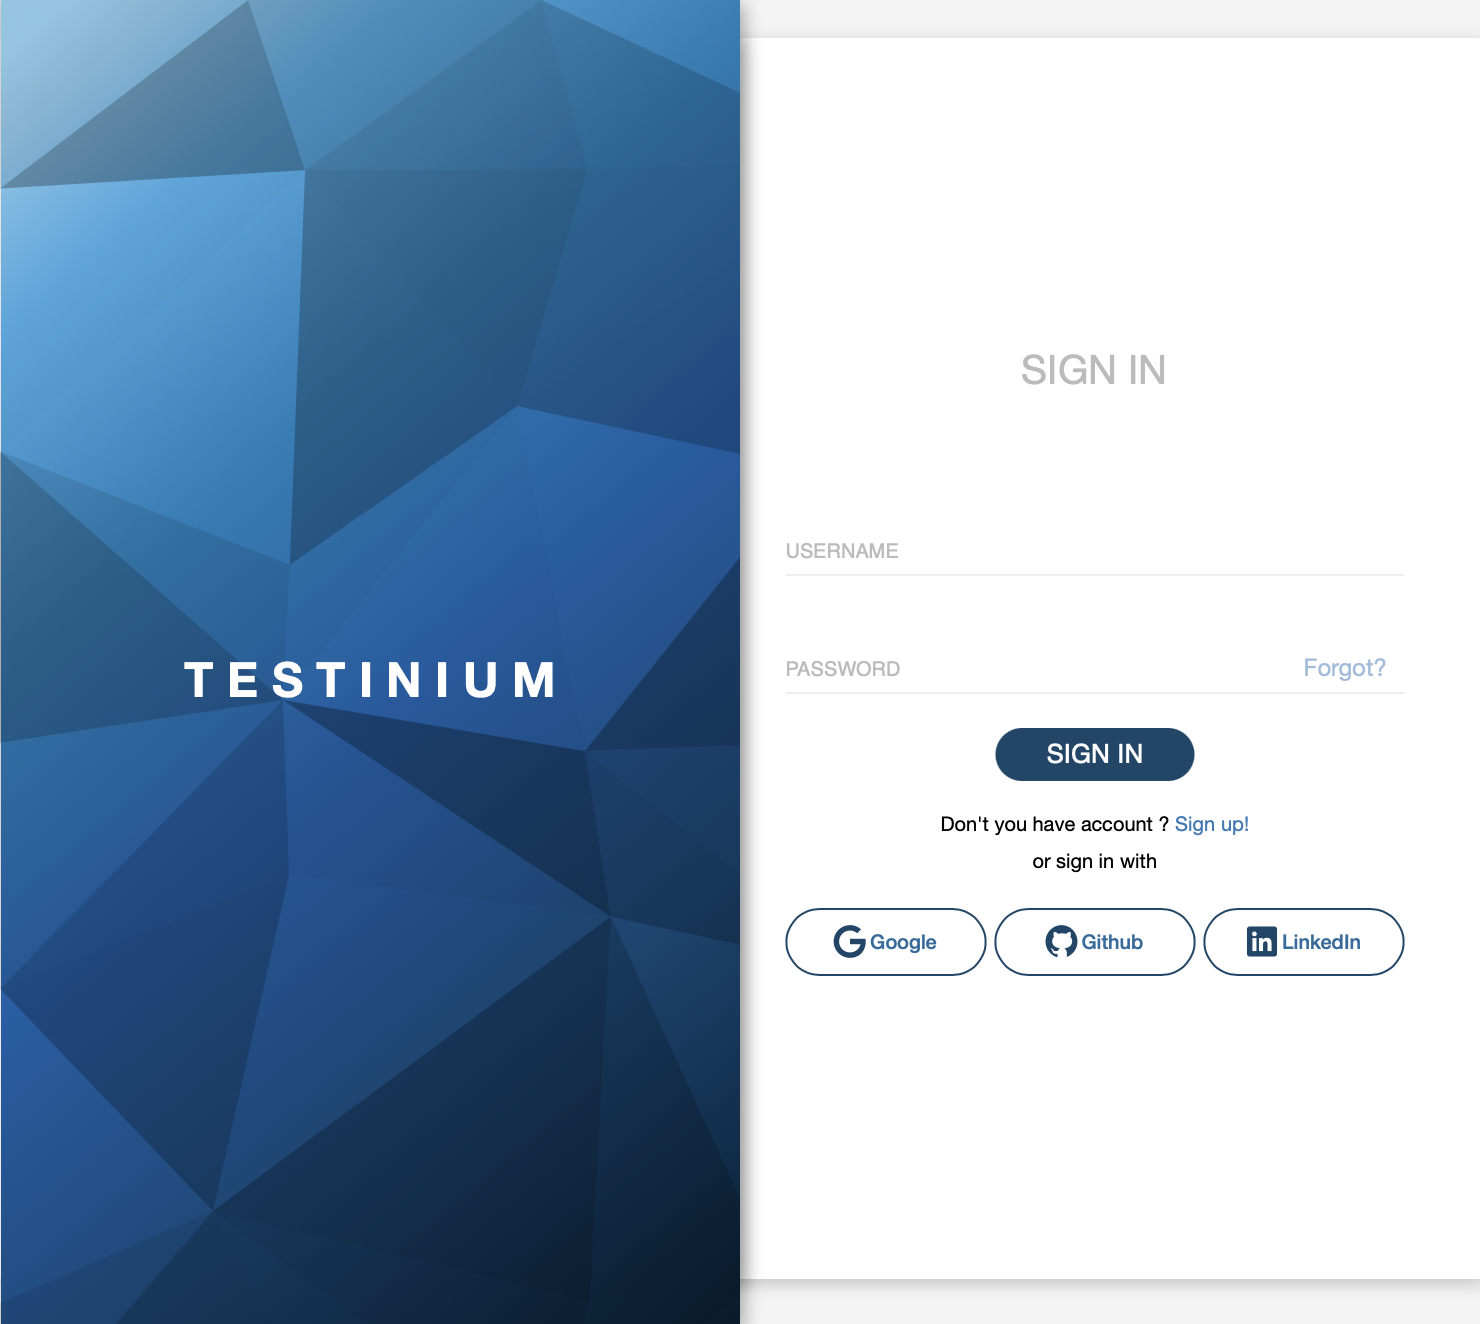 TESTINIUM
SIGN IN
USERNAME
PASSWORD
Forgot?
SIGN IN
Don't you have account ? Sign up!
or sign in with
Google
Github
in LinkedIn